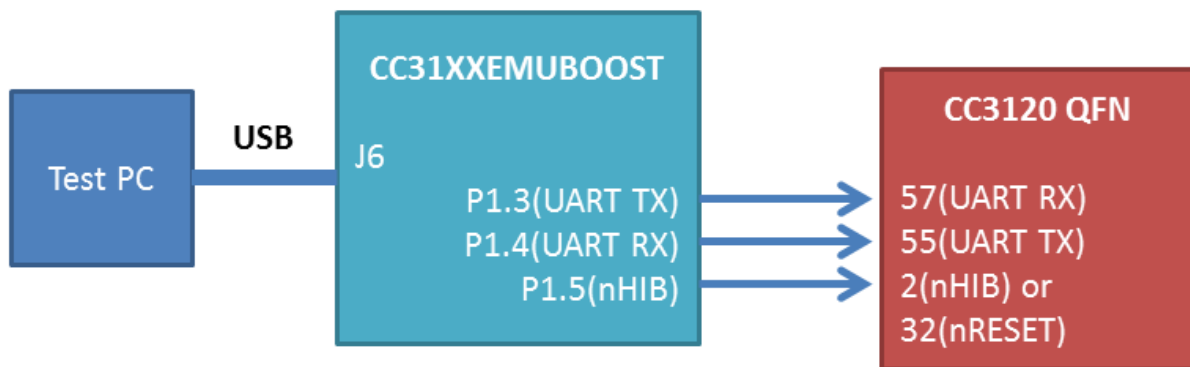 Test PC
USB
CC31XXEMUBOOST
J6
P1.3(UART TX)
P1.4(UART RX)
P1.5(nHIB)
CC3120 QFN
57(UART RX)
55(UART TX)
2(nHIB) or
32(nRESET)